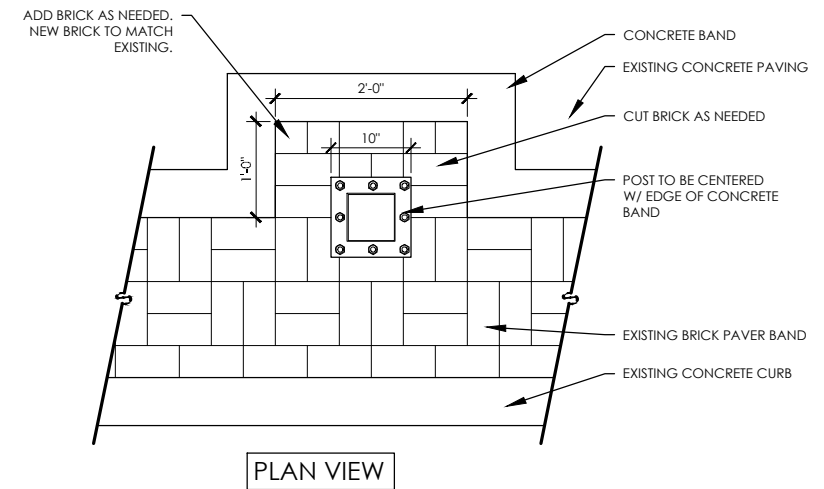 ADD BRICK AS NEEDED.
NEW BRICK TO MATCH
EXISTING.
CONCRETE BAND
EXISTING CONCRETE PAVING
2'-0"
CUT BRICK AS NEEDED
10"
1'-0"
POST TO BE CENTERED
W/ EDGE OF CONCRETE
BAND
EXISTING BRICK PAVER BAND
EXISTING CONCRETE CURB
PLAN VIEW